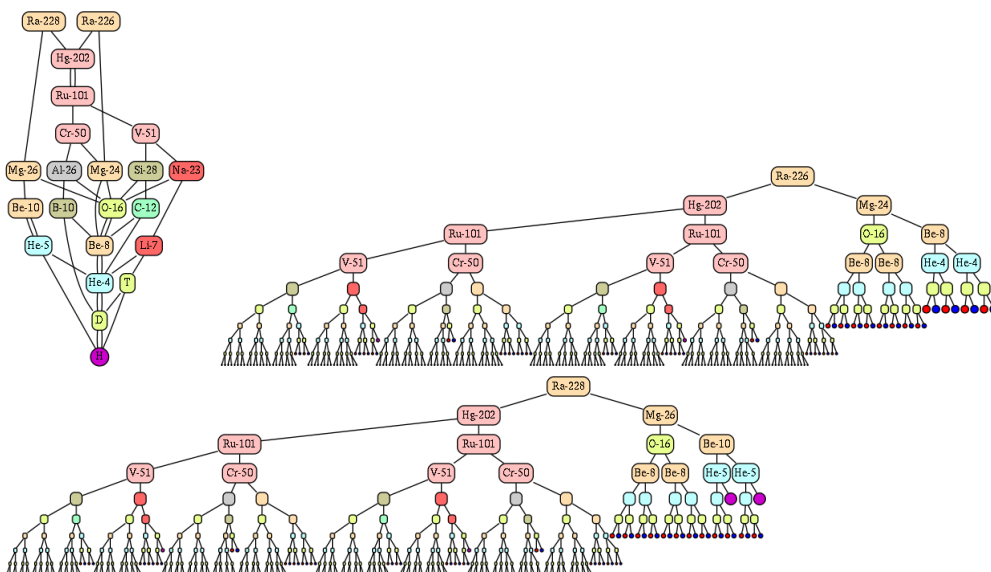 Ra-228 Ra-226
Hg-202
Ru-101
Cr-50 V-51
Mg-26 Al-26 Mg-24 Si-28 Na-23
Be-10 B-10 O-16 C-12
He-5 Be-8 Li-7
He-4 T
D
H
Ra-226
Hg-202 Mg-24
Ru-101 Ru-101 O-16 Be-8
V-51 Cr-50 V-51 Cr-50 Be-8 Be-8 He-4 He-4
Ra-228
Hg-202 Mg-26
Ru-101 Ru-101 O-16 Be-10
V-51 Cr-50 V-51 Cr-50 Be-8 Be-8 He-5 He-5